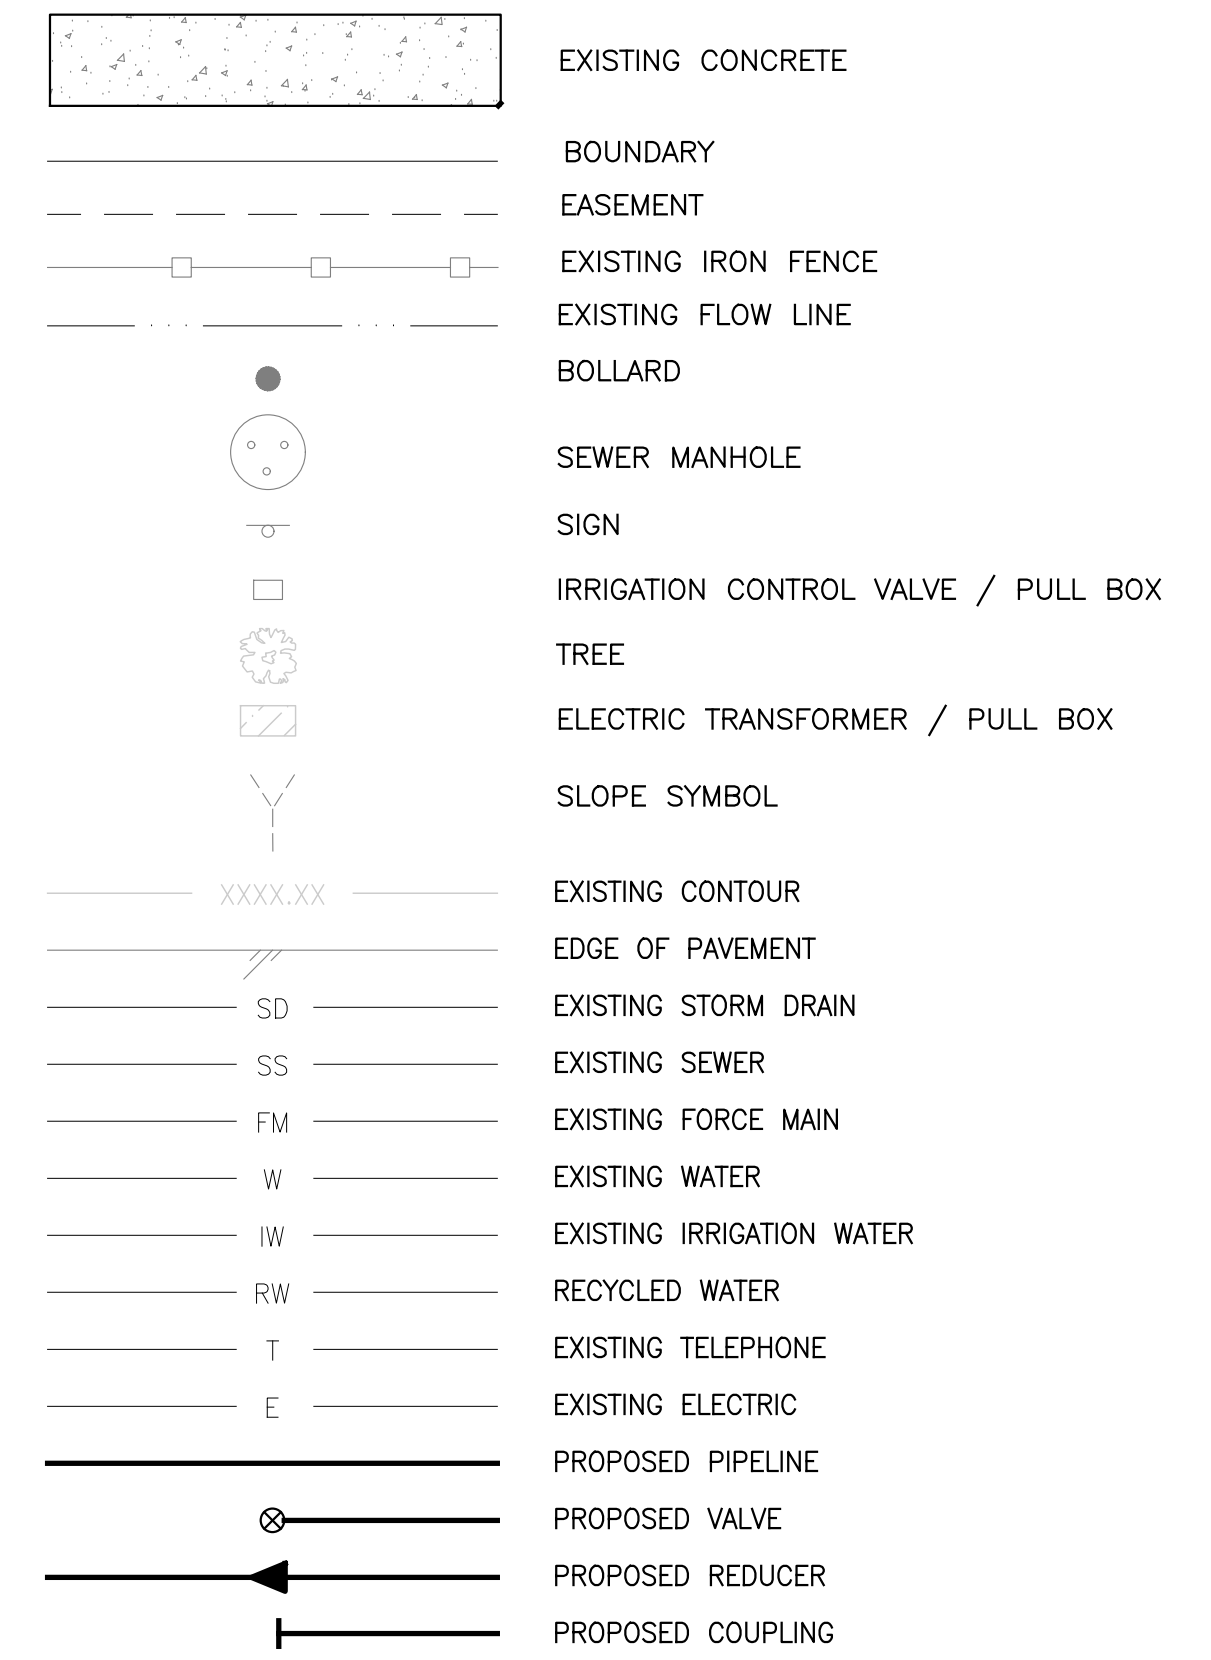 EXISTING CONCRETE
BOUNDARY
EASEMENT
EXISTING IRON FENCE
EXISTING FLOW LINE
BOLLARD
SEWER MANHOLE
SIGN
IRRIGATION CONTROL VALVE / PULL BOX
TREE
ELECTRIC TRANSFORMER / PULL BOX
SLOPE SYMBOL
XXXX.XX EXISTING CONTOUR
EDGE OF PAVEMENT
SD EXISTING STORM DRAIN
SS EXISTING SEWER
FM EXISTING FORCE MAIN
W EXISTING WATER
IW EXISTING IRRIGATION WATER
RW RECYCLED WATER
T EXISTING TELEPHONE
E EXISTING ELECTRIC
PROPOSED PIPELINE
PROPOSED VALVE
PROPOSED REDUCER
PROPOSED COUPLING